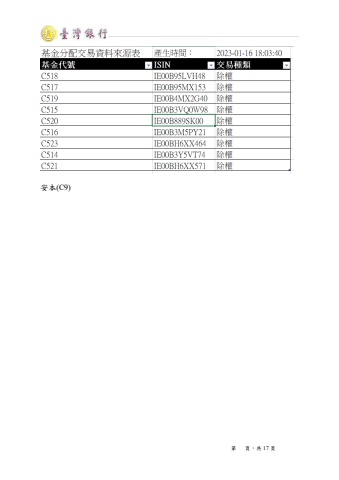 臺灣銀行
基金分配交易資料來源表 產生時間： 2023-01-16 18:03:40
基金代號 ISIN 交易種類
C518 IE00B95LVH48 除權
C517 IE00B95MX153 除權
C519 IE00B4MX2G40 除權
C515 IE00B3VQ0W98 除權
C520 IE00B889SK00 除權
C516 IE00B3M5PY21 除權
C523 IE00BH6XX464 除權
C514 IE00B3Y5VT74 除權
C521 IE00BH6XX571 除權
安本(C9)
第 頁，共 17 頁